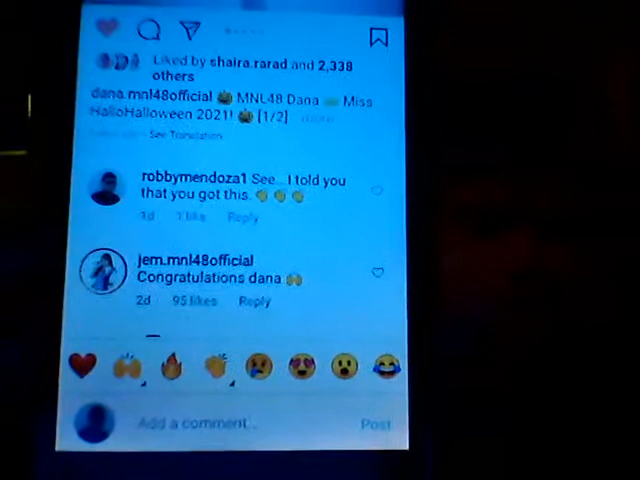 Liked by shaira.rarad and 2,338
others
dana.mnl48official 🎃 MNL48 Dana Miss
HalloHalloween 2021! 🎃 [1/2] more
See Translation
robbymendoza1 See... I told you
that you got this. 👏👏👏
1 like Reply
jem.mnl48official
Congratulations dana 🙌
2d 95 likes Reply
❤️ 🙌 🔥 👏 😢 😍 😮 😂
Add a comment...
Post